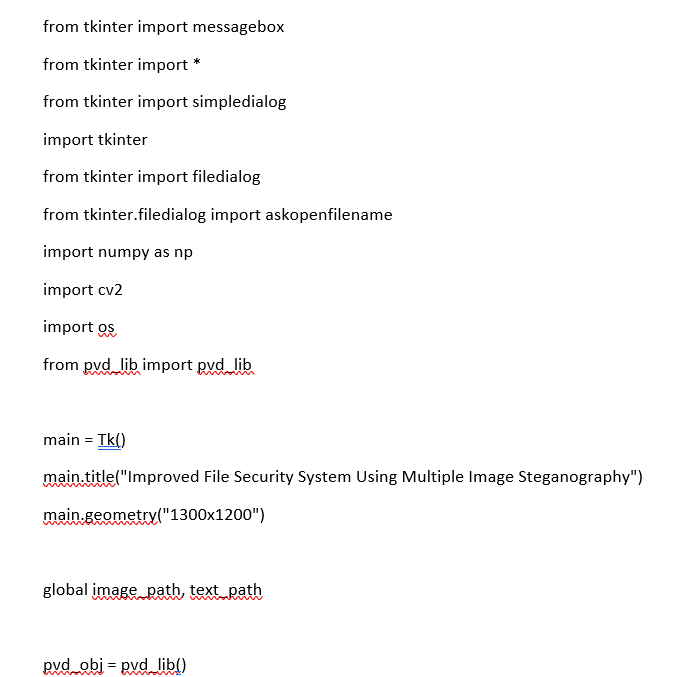 from tkinter import messagebox
from tkinter import *
from tkinter import simpledialog
import tkinter
from tkinter import filedialog
from tkinter.filedialog import askopenfilename
import numpy as np
import cv2
import os
from pvd_lib import pvd_lib
main = Tk()
main.title("Improved File Security System Using Multiple Image Steganography")
main.geometry("1300x1200")
global image_path, text_path
pvd_obj = pvd_lib()